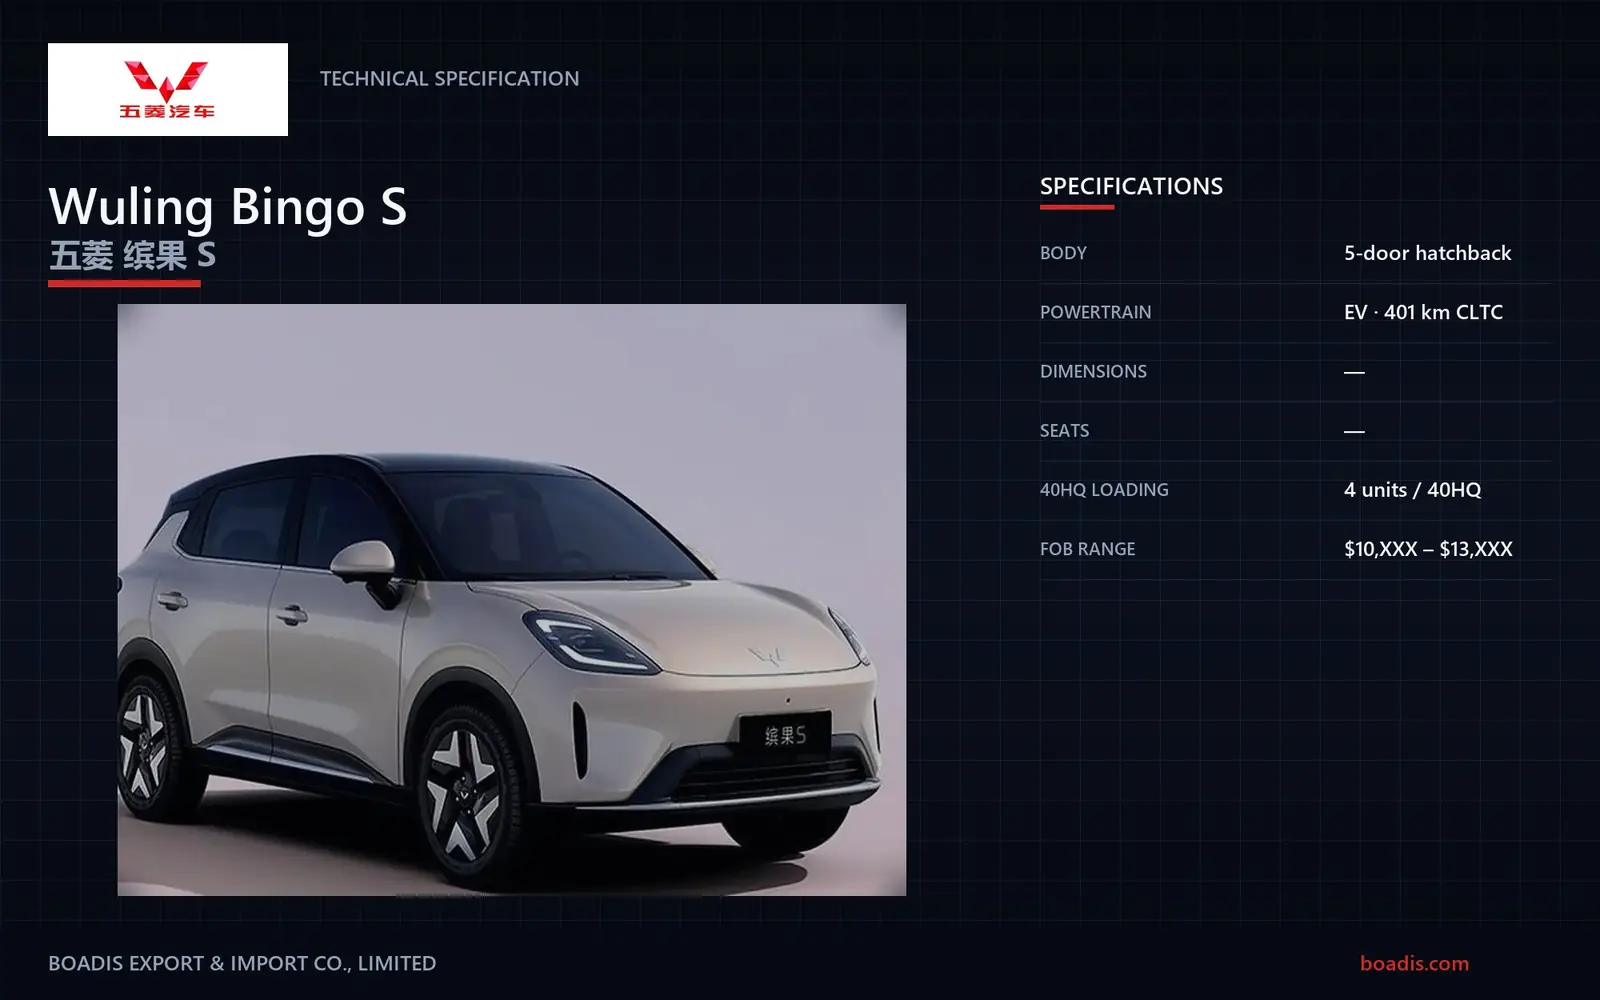 五菱汽车
TECHNICAL SPECIFICATION
Wuling Bingo S
五菱 缤果 S
SPECIFICATIONS
BODY 5-door hatchback
POWERTRAIN EV · 401 km CLTC
DIMENSIONS —
SEATS —
40HQ LOADING 4 units / 40HQ
FOB RANGE $10,XXX – $13,XXX
缤果S
BOADIS EXPORT & IMPORT CO., LIMITED
boadis.com